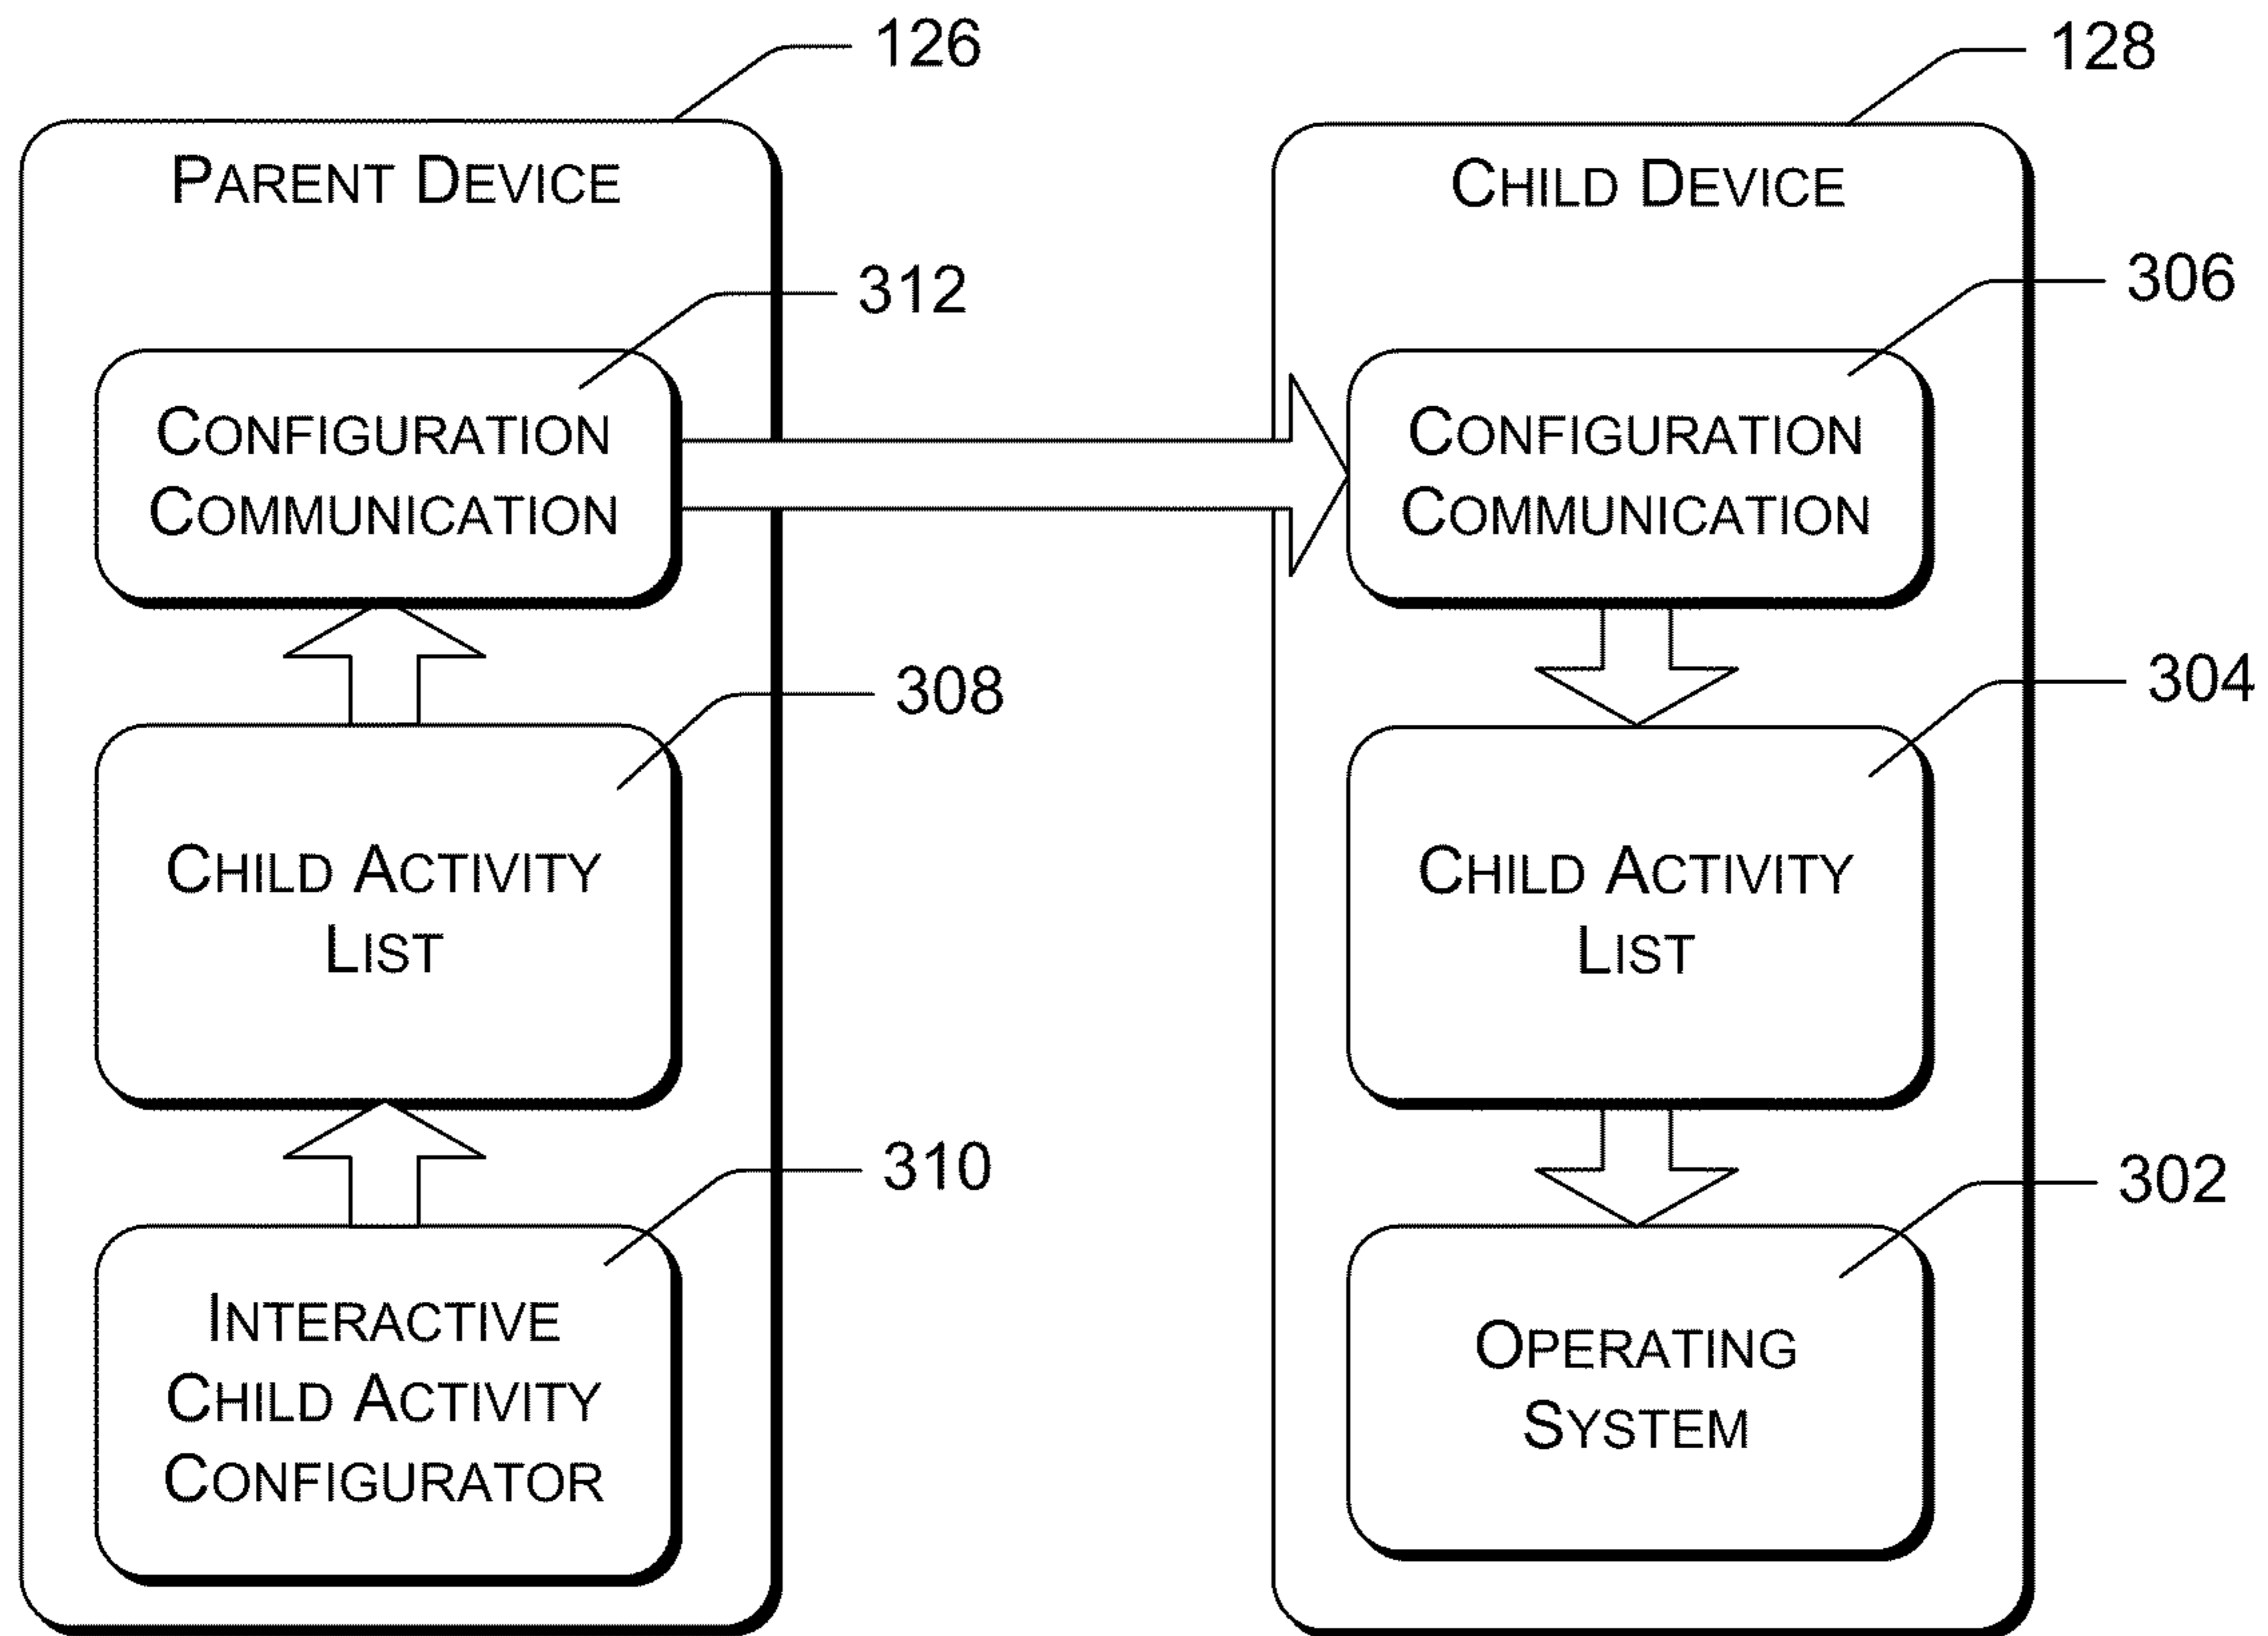 126
PARENT DEVICE
312
CONFIGURATION
COMMUNICATION
308
CHILD ACTIVITY
LIST
310
INTERACTIVE
CHILD ACTIVITY
CONFIGURATOR
128
CHILD DEVICE
306
CONFIGURATION
COMMUNICATION
304
CHILD ACTIVITY
LIST
302
OPERATING
SYSTEM